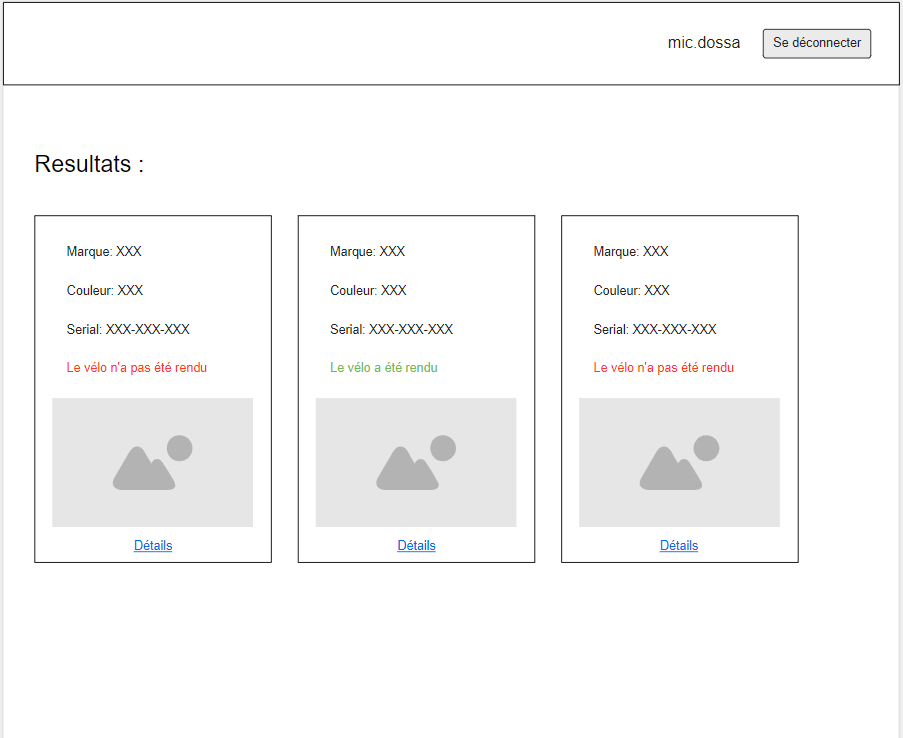 mic.dossa
Se déconnecter
Resultats :
Marque: XXX
Couleur: XXX
Serial: XXX-XXX-XXX
Le vélo n'a pas été rendu
Détails
Marque: XXX
Couleur: XXX
Serial: XXX-XXX-XXX
Le vélo a été rendu
Détails
Marque: XXX
Couleur: XXX
Serial: XXX-XXX-XXX
Le vélo n'a pas été rendu
Détails